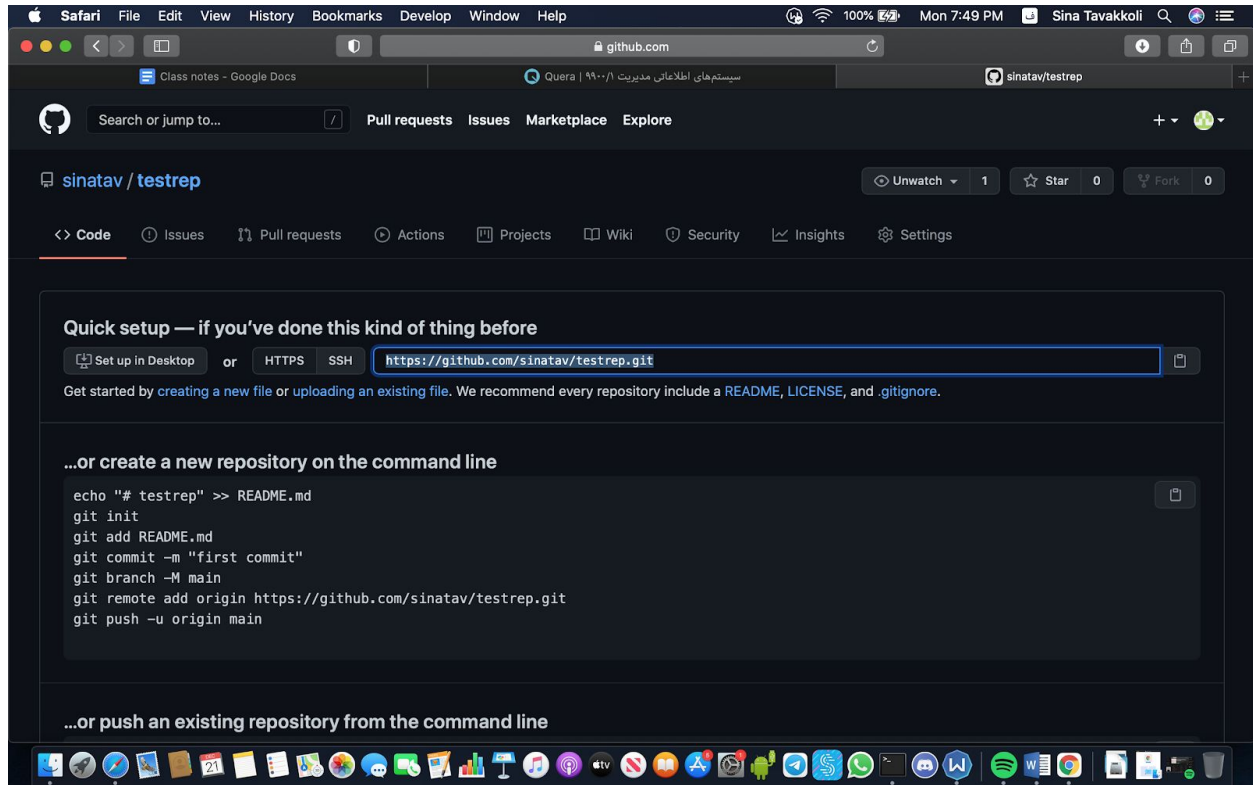 Safari File Edit View History Bookmarks Develop Window Help 100% Mon 7:49 PM ف Sina Tavakkoli
github.com
Class notes - Google Docs
سیستم‌های اطلاعاتی مدیریت ۹۹۰۰/۱ | Quera
sinatav/testrep
Search or jump to... / Pull requests Issues Marketplace Explore
sinatav / testrep Unwatch 1 Star 0 Fork 0
<> Code Issues Pull requests Actions Projects Wiki Security Insights Settings
Quick setup — if you’ve done this kind of thing before
Set up in Desktop or HTTPS SSH https://github.com/sinatav/testrep.git
Get started by creating a new file or uploading an existing file. We recommend every repository include a README, LICENSE, and .gitignore.
…or create a new repository on the command line
echo "# testrep" >> README.md
git init
git add README.md
git commit -m "first commit"
git branch -M main
git remote add origin https://github.com/sinatav/testrep.git
git push -u origin main
…or push an existing repository from the command line
21 tv